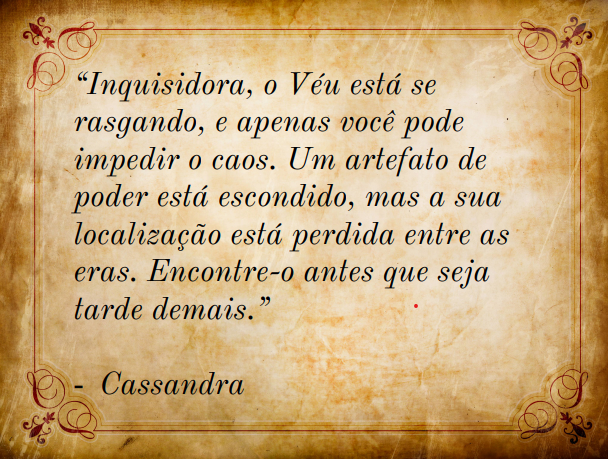 “Inquisidora, o Véu está se
rasgando, e apenas você pode
impedir o caos. Um artefato de
poder está escondido, mas a sua
localização está perdida entre as
eras. Encontre-o antes que seja
tarde demais.”
- Cassandra